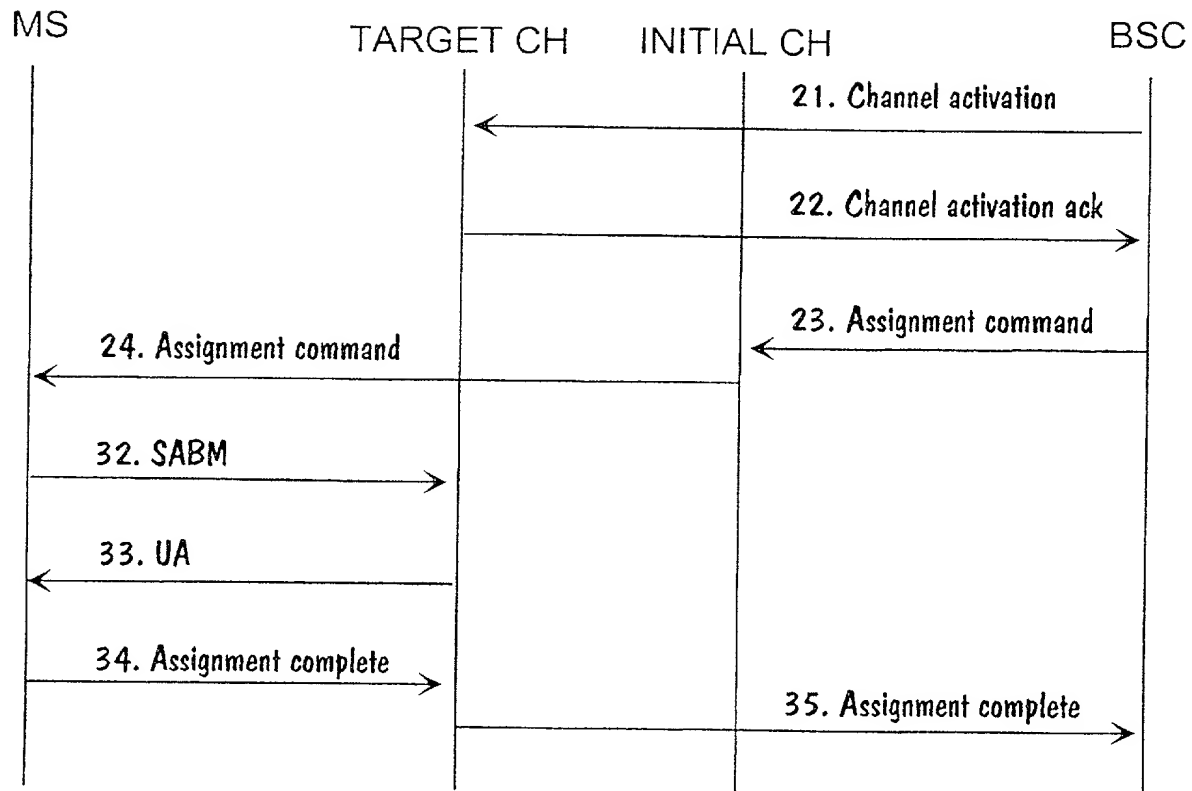 MS
TARGET CH
INITIAL CH
BSC
21. Channel activation
22. Channel activation ack
23. Assignment command
24. Assignment command
32. SABM
33. UA
34. Assignment complete
35. Assignment complete